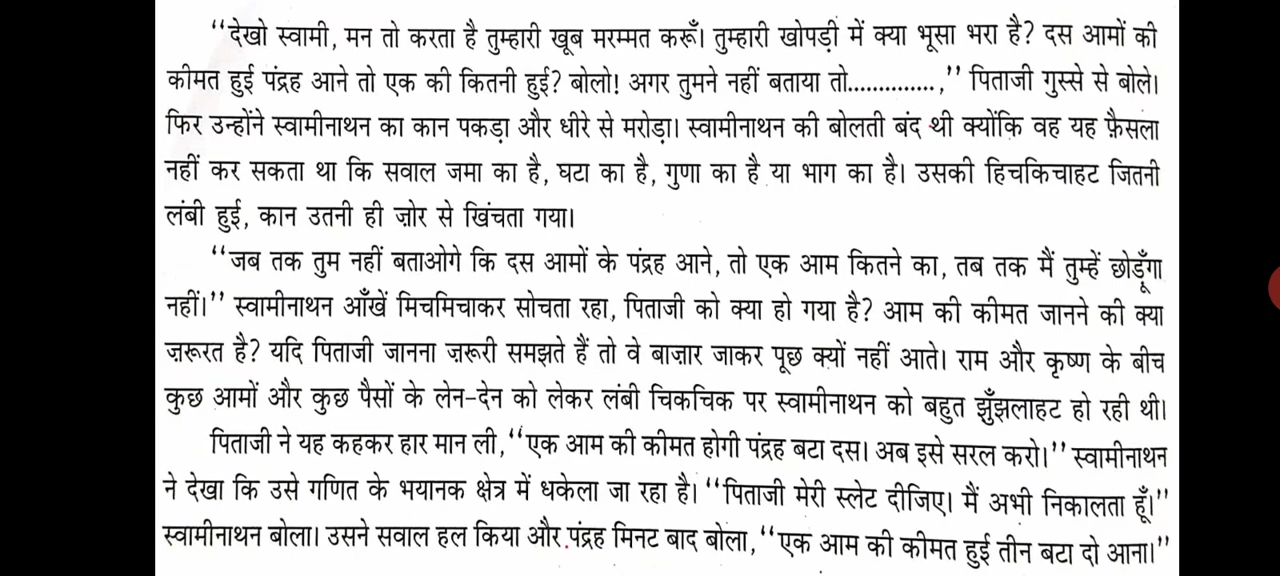 “देखो स्वामी, मन तो करता है तुम्हारी खूब मरम्मत करूँ। तुम्हारी खोपड़ी में क्या भूसा भरा है? दस आमों की
कीमत हुई पंद्रह आने तो एक की कितनी हुई? बोलो! अगर तुमने नहीं बताया तो..............,” पिताजी गुस्से से बोले।
फिर उन्होंने स्वामीनाथन का कान पकड़ा और धीरे से मरोड़ा। स्वामीनाथन की बोलती बंद थी क्योंकि वह यह फ़ैसला
नहीं कर सकता था कि सवाल जमा का है, घटा का है, गुणा का है या भाग का है। उसकी हिचकिचाहट जितनी
लंबी हुई, कान उतनी ही ज़ोर से खिंचता गया।
“जब तक तुम नहीं बताओगे कि दस आमों के पंद्रह आने, तो एक आम कितने का, तब तक मैं तुम्हें छोड़ूँगा
नहीं।” स्वामीनाथन आँखें मिचमिचाकर सोचता रहा, पिताजी को क्या हो गया है? आम की कीमत जानने की क्या
ज़रूरत है? यदि पिताजी जानना ज़रूरी समझते हैं तो वे बाज़ार जाकर पूछ क्यों नहीं आते। राम और कृष्ण के बीच
कुछ आमों और कुछ पैसों के लेन-देन को लेकर लंबी चिकचिक पर स्वामीनाथन को बहुत झुँझलाहट हो रही थी।
पिताजी ने यह कहकर हार मान ली, “एक आम की कीमत होगी पंद्रह बटा दस। अब इसे सरल करो।” स्वामीनाथन
ने देखा कि उसे गणित के भयानक क्षेत्र में धकेला जा रहा है। “पिताजी मेरी स्लेट दीजिए। मैं अभी निकालता हूँ।”
स्वामीनाथन बोला। उसने सवाल हल किया और पंद्रह मिनट बाद बोला, “एक आम की कीमत हुई तीन बटा दो आना।”